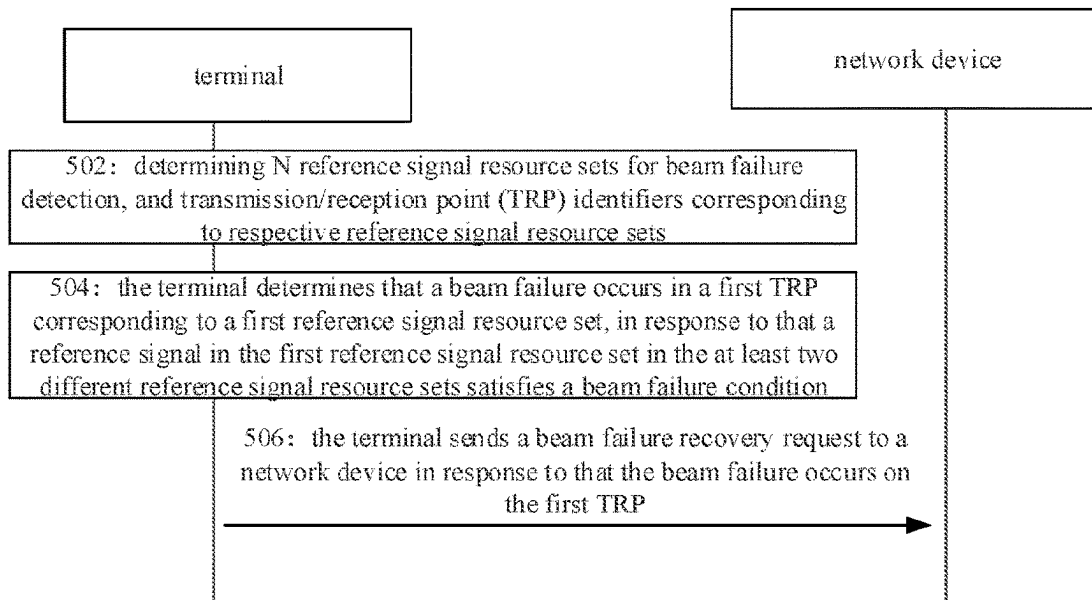 terminal
network device
502: determining N reference signal resource sets for beam failure
detection, and transmission/reception point (TRP) identifiers corresponding
to respective reference signal resource sets
504: the terminal determines that a beam failure occurs in a first TRP
corresponding to a first reference signal resource set, in response to that a
reference signal in the first reference signal resource set in the at least two
different reference signal resource sets satisfies a beam failure condition
506: the terminal sends a beam failure recovery request to a
network device in response to that the beam failure occurs on
the first TRP